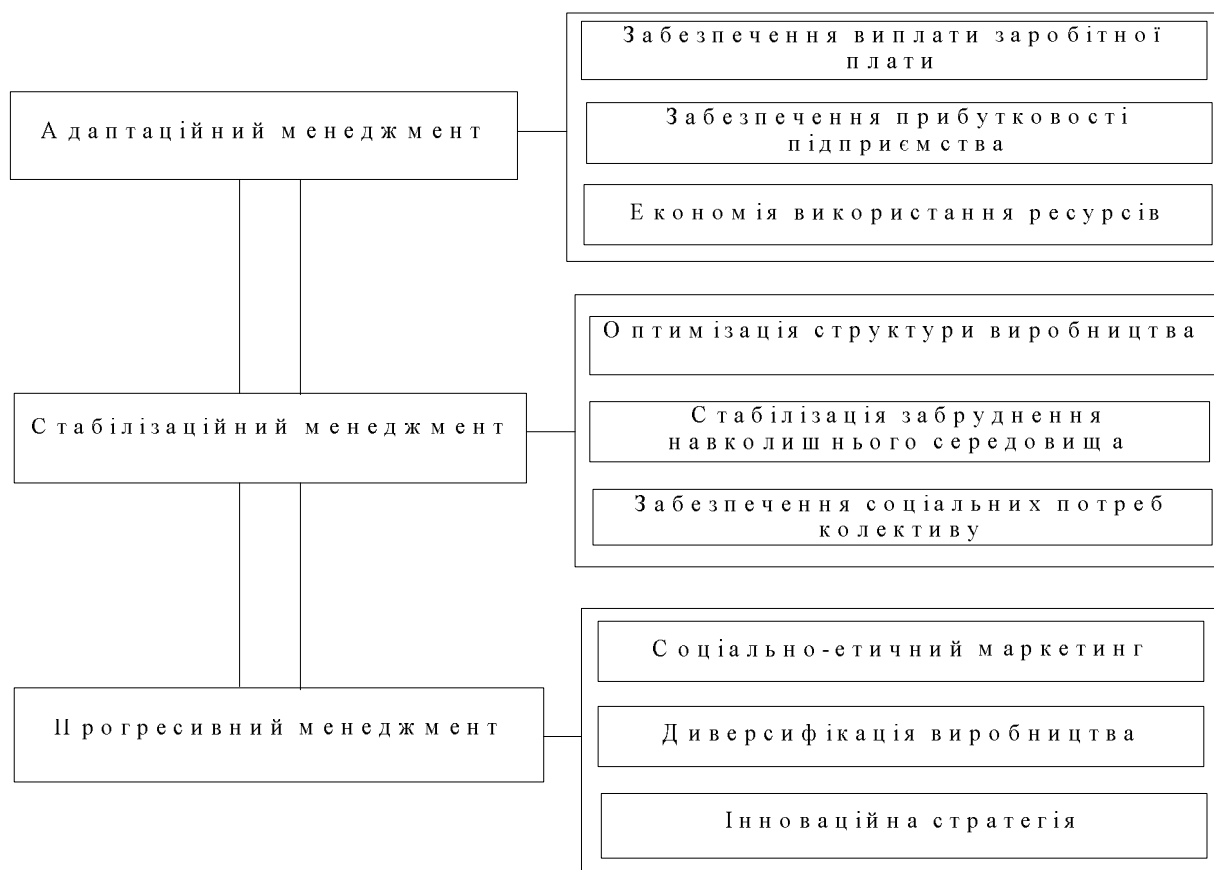 Адаптаційний менеджмент
Забезпечення виплати заробітної
плати
Забезпечення прибутковості
підприємства
Економія використання ресурсів
Стабілізаційний менеджмент
Оптимізація структури виробництва
Стабілізація забруднення
навколишнього середовища
Забезпечення соціальних потреб
колективу
Прогресивний менеджмент
Соціально-етичний маркетинг
Диверсифікація виробництва
Інноваційна стратегія